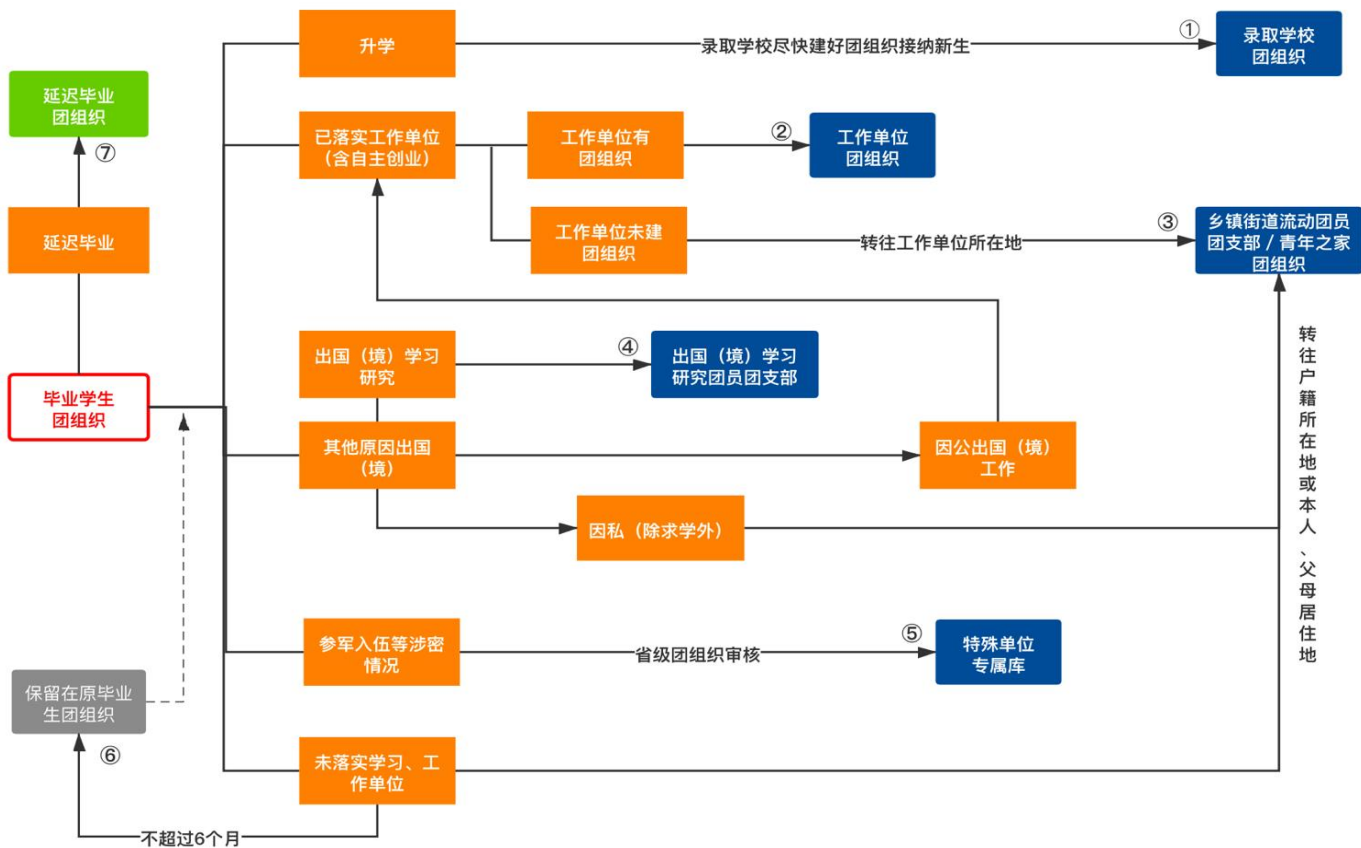 升学
录取学校尽快建好团组织接纳新生
①
录取学校
团组织
延迟毕业
团组织
⑦
已落实工作单位
（含自主创业）
工作单位有
团组织
②
工作单位
团组织
延迟毕业
工作单位未建
团组织
转往工作单位所在地
③
乡镇街道流动团员
团支部 / 青年之家
团组织
出国（境）学习
研究
④
出国（境）学习
研究团员团支部
毕业学生
团组织
其他原因出国
（境）
因公出国（境）
工作
转往户籍所在地或本人、父母居住地
因私（除求学外）
参军入伍等涉密
情况
省级团组织审核
⑤
特殊单位
专属库
保留在原毕业
生团组织
⑥
未落实学习、工
作单位
不超过6个月